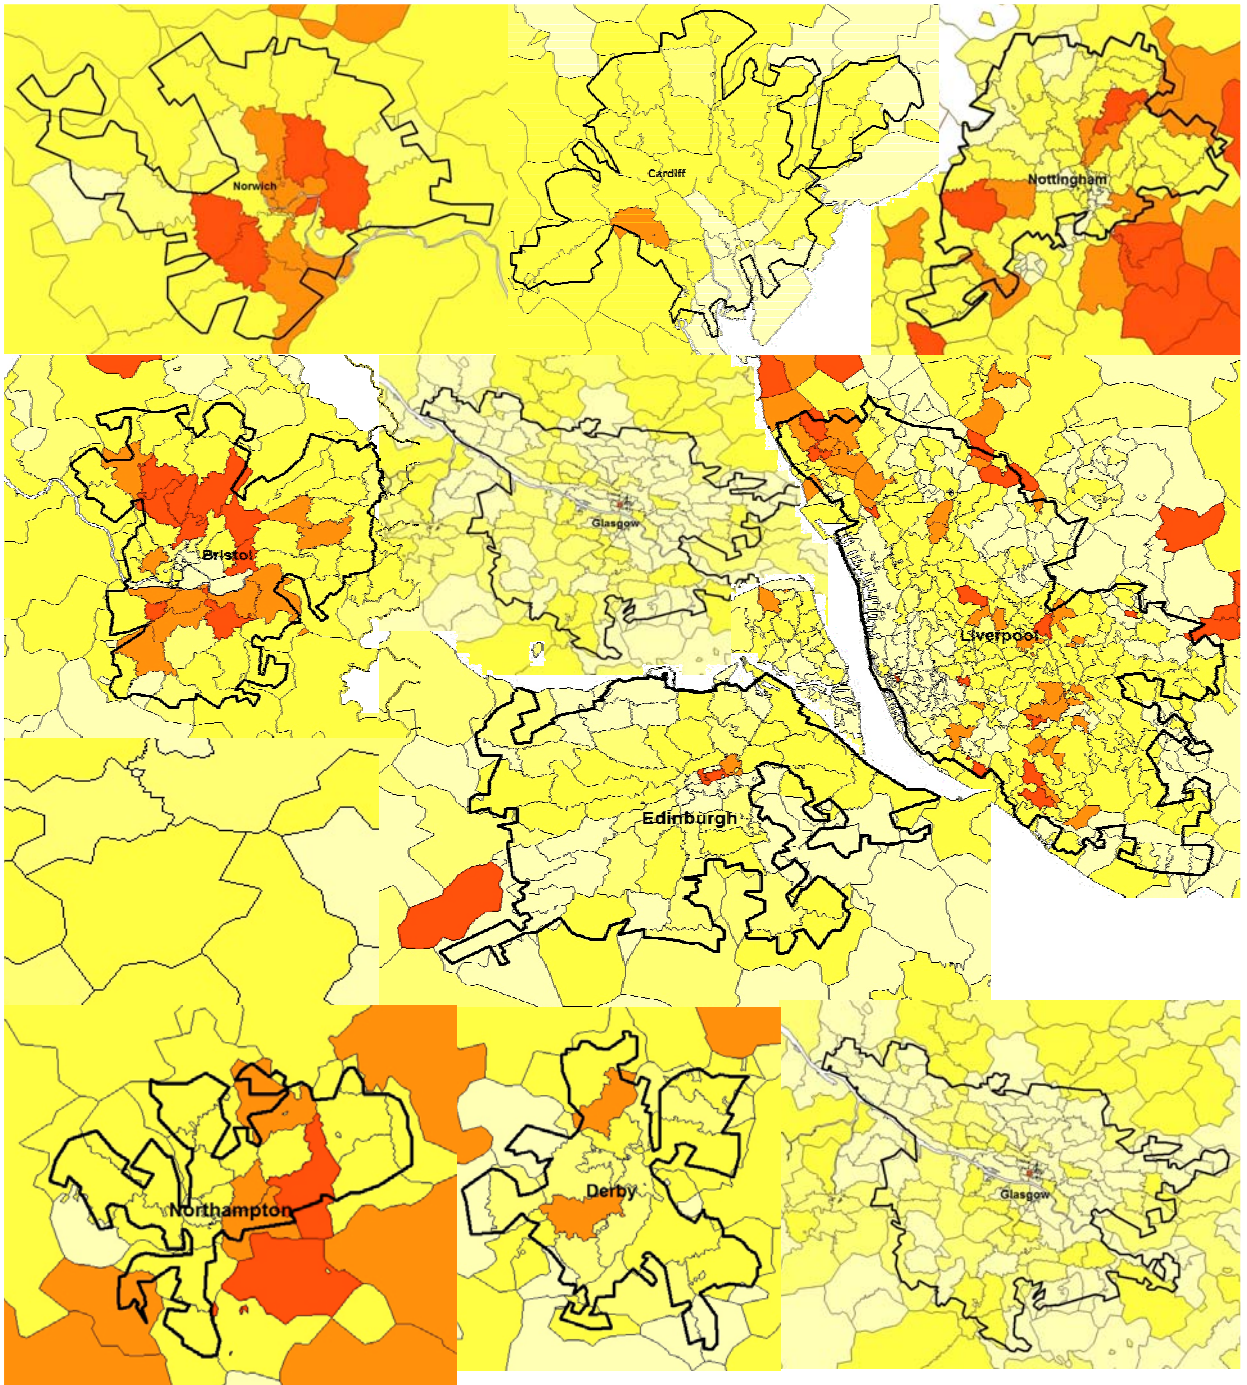 Norwich
Cardiff
Nottingham
Bristol
Glasgow
Liverpool
Edinburgh
Northampton
Derby
Glasgow